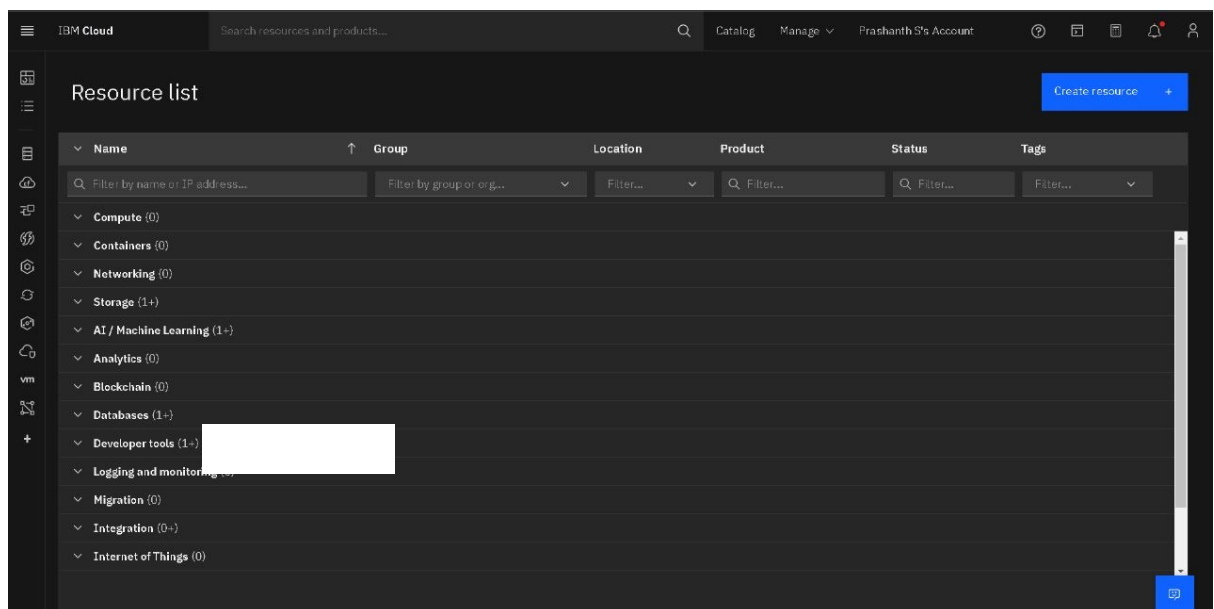 IBM Cloud
Search resources and products...
Catalog
Manage
Prashanth S's Account
Resource list
Create resource +
Name
Group
Location
Product
Status
Tags
Filter by name or IP address...
Filter by group or org...
Filter...
Filter...
Filter...
Filter...
Compute (0)
Containers (0)
Networking (0)
Storage (1+)
AI / Machine Learning (1+)
Analytics (0)
Blockchain (0)
Databases (1+)
Developer tools (1+)
Logging and monitoring
Migration (0)
Integration (0+)
Internet of Things (0)
vm
+